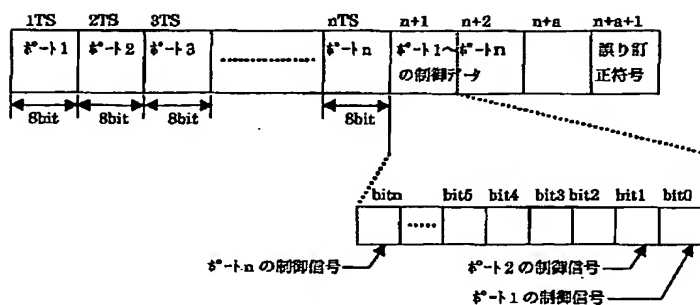 1TS 2TS 3TS nTS n+1 n+2 n+a n+a+1
ポート1 ポート2 ポート3 ポートn ポート1～ポートn 誤り訂
の制御データ 正符号
8bit 8bit 8bit 8bit
bitn bit5 bit4 bit3 bit2 bit1 bit0
ポートnの制御信号 ポート2の制御信号
ポート1の制御信号